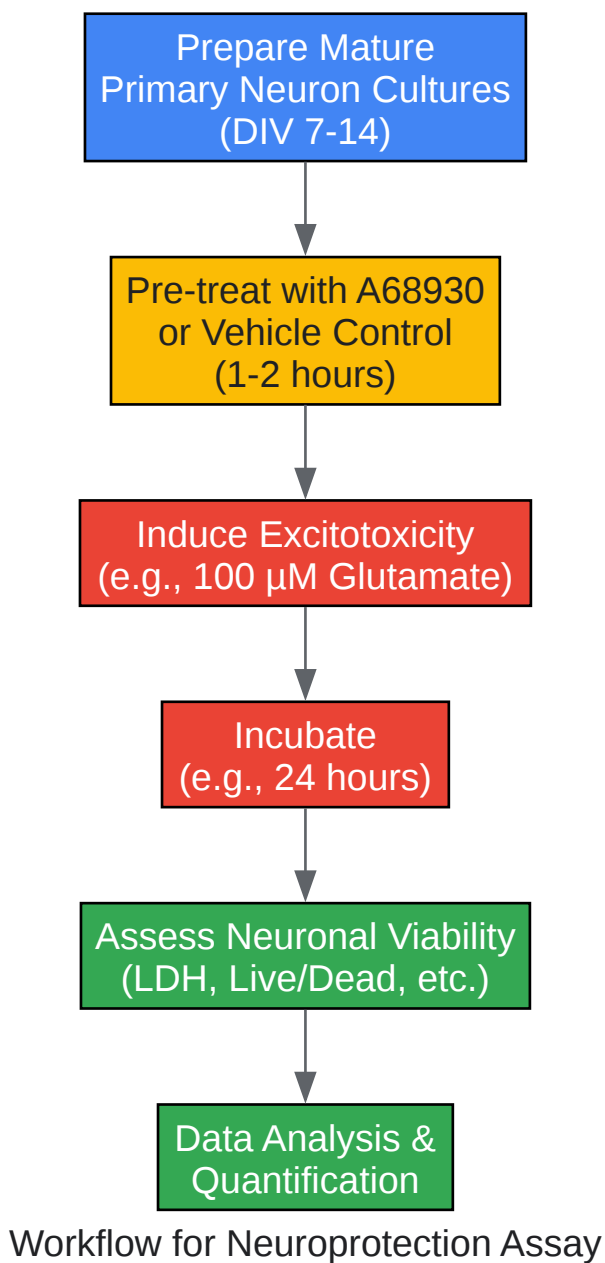 Prepare Mature
Primary Neuron Cultures
(DIV 7-14)
Pre-treat with A68930
or Vehicle Control
(1-2 hours)
Induce Excitotoxicity
(e.g., 100 µM Glutamate)
Incubate
(e.g., 24 hours)
Assess Neuronal Viability
(LDH, Live/Dead, etc.)
Data Analysis &
Quantification
Workflow for Neuroprotection Assay